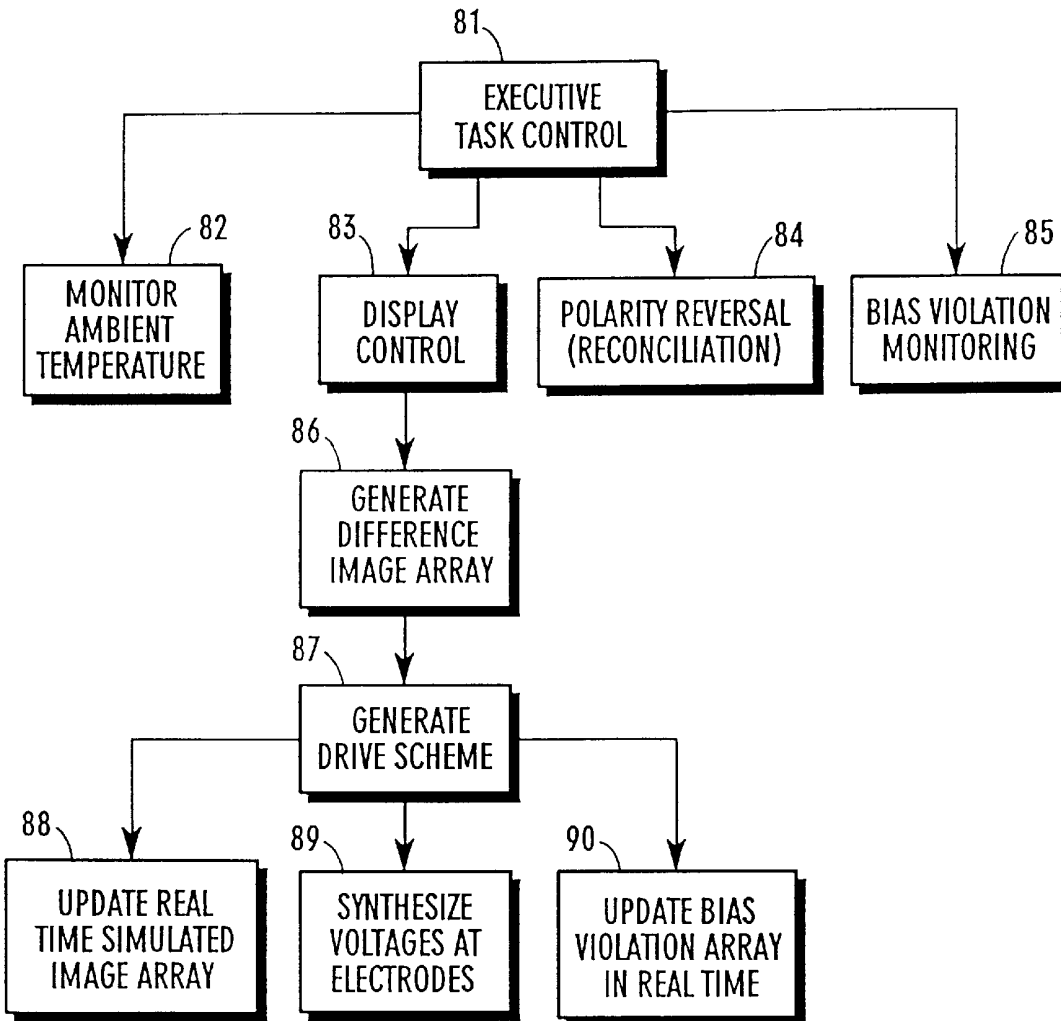 81
EXECUTIVE
TASK CONTROL
82
MONITOR
AMBIENT
TEMPERATURE
83
DISPLAY
CONTROL
84
POLARITY REVERSAL
(RECONCILIATION)
85
BIAS VIOLATION
MONITORING
86
GENERATE
DIFFERENCE
IMAGE ARRAY
87
GENERATE
DRIVE SCHEME
88
UPDATE REAL
TIME SIMULATED
IMAGE ARRAY
89
SYNTHESIZE
VOLTAGES AT
ELECTRODES
90
UPDATE BIAS
VIOLATION ARRAY
IN REAL TIME